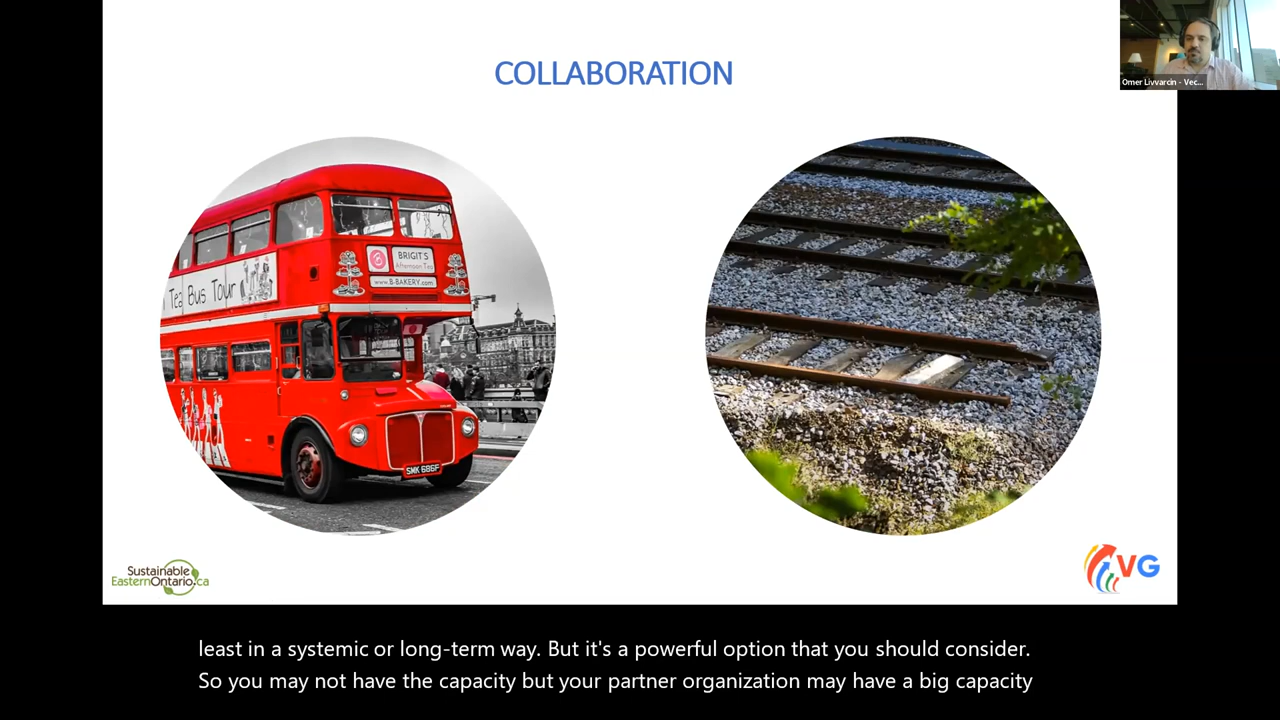 COLLABORATION
Omer Livvarcin - Vec...
BRIGIT'S
Afternoon Tea
www.B-BAKERY.com
Tea Bus Tour
SMK 686F
Sustainable
EasternOntario.ca
VG
least in a systemic or long-term way. But it's a powerful option that you should consider.
So you may not have the capacity but your partner organization may have a big capacity